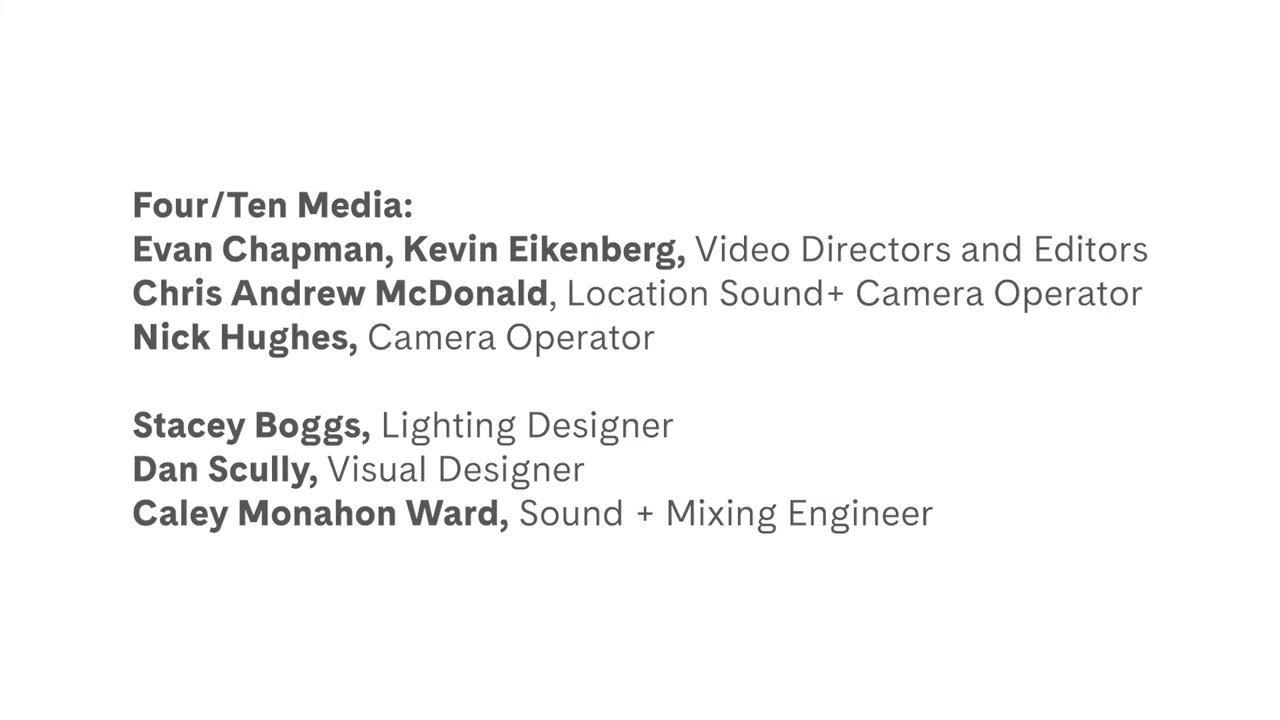 Four/Ten Media:
Evan Chapman, Kevin Eikenberg, Video Directors and Editors
Chris Andrew McDonald, Location Sound+ Camera Operator
Nick Hughes, Camera Operator
Stacey Boggs, Lighting Designer
Dan Scully, Visual Designer
Caley Monahon Ward, Sound + Mixing Engineer